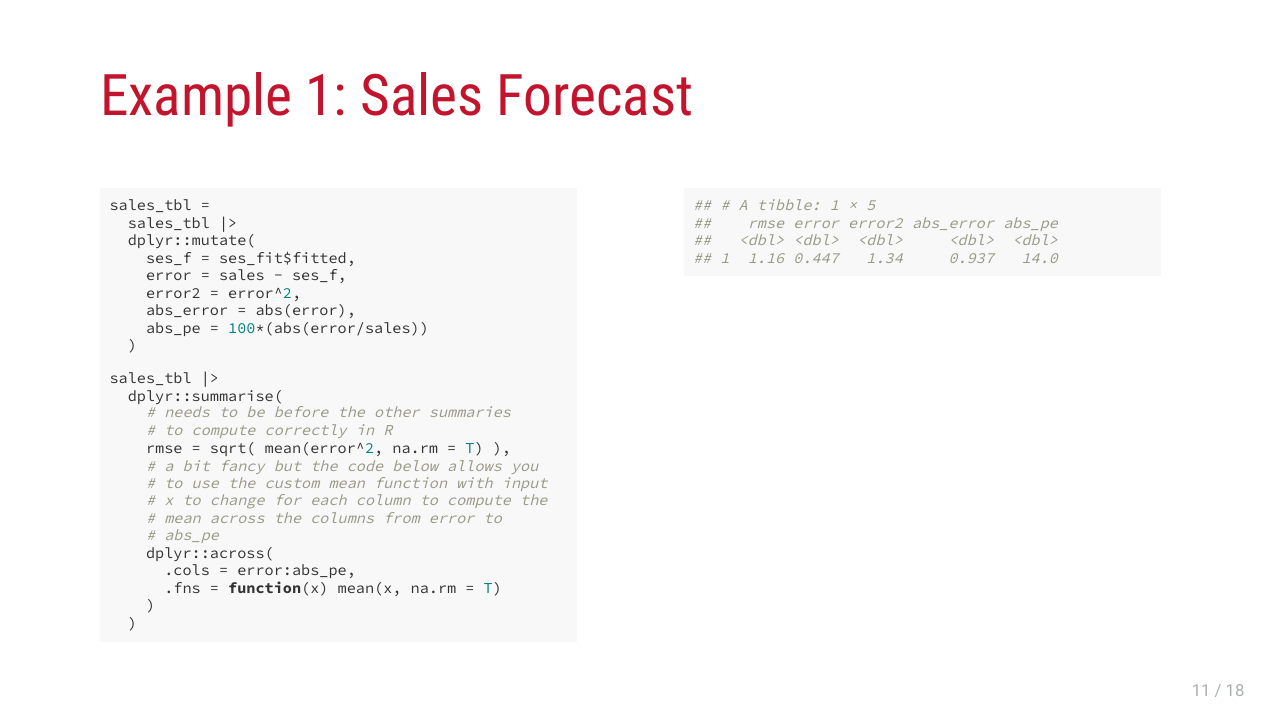 Example 1: Sales Forecast
sales_tbl =
  sales_tbl |>
  dplyr::mutate(
    ses_f = ses_fit$fitted,
    error = sales - ses_f,
    error2 = error^2,
    abs_error = abs(error),
    abs_pe = 100*(abs(error/sales))
  )

sales_tbl |>
  dplyr::summarise(
    # needs to be before the other summaries
    # to compute correctly in R
    rmse = sqrt( mean(error^2, na.rm = T) ),
    # a bit fancy but the code below allows you
    # to use the custom mean function with input
    # x to change for each column to compute the
    # mean across the columns from error to
    # abs_pe
    dplyr::across(
      .cols = error:abs_pe,
      .fns = function(x) mean(x, na.rm = T)
    )
  )
## # A tibble: 1 × 5
##    rmse error error2 abs_error abs_pe
##   <dbl> <dbl>  <dbl>     <dbl>  <dbl>
## 1  1.16 0.447   1.34     0.937   14.0
11 / 18